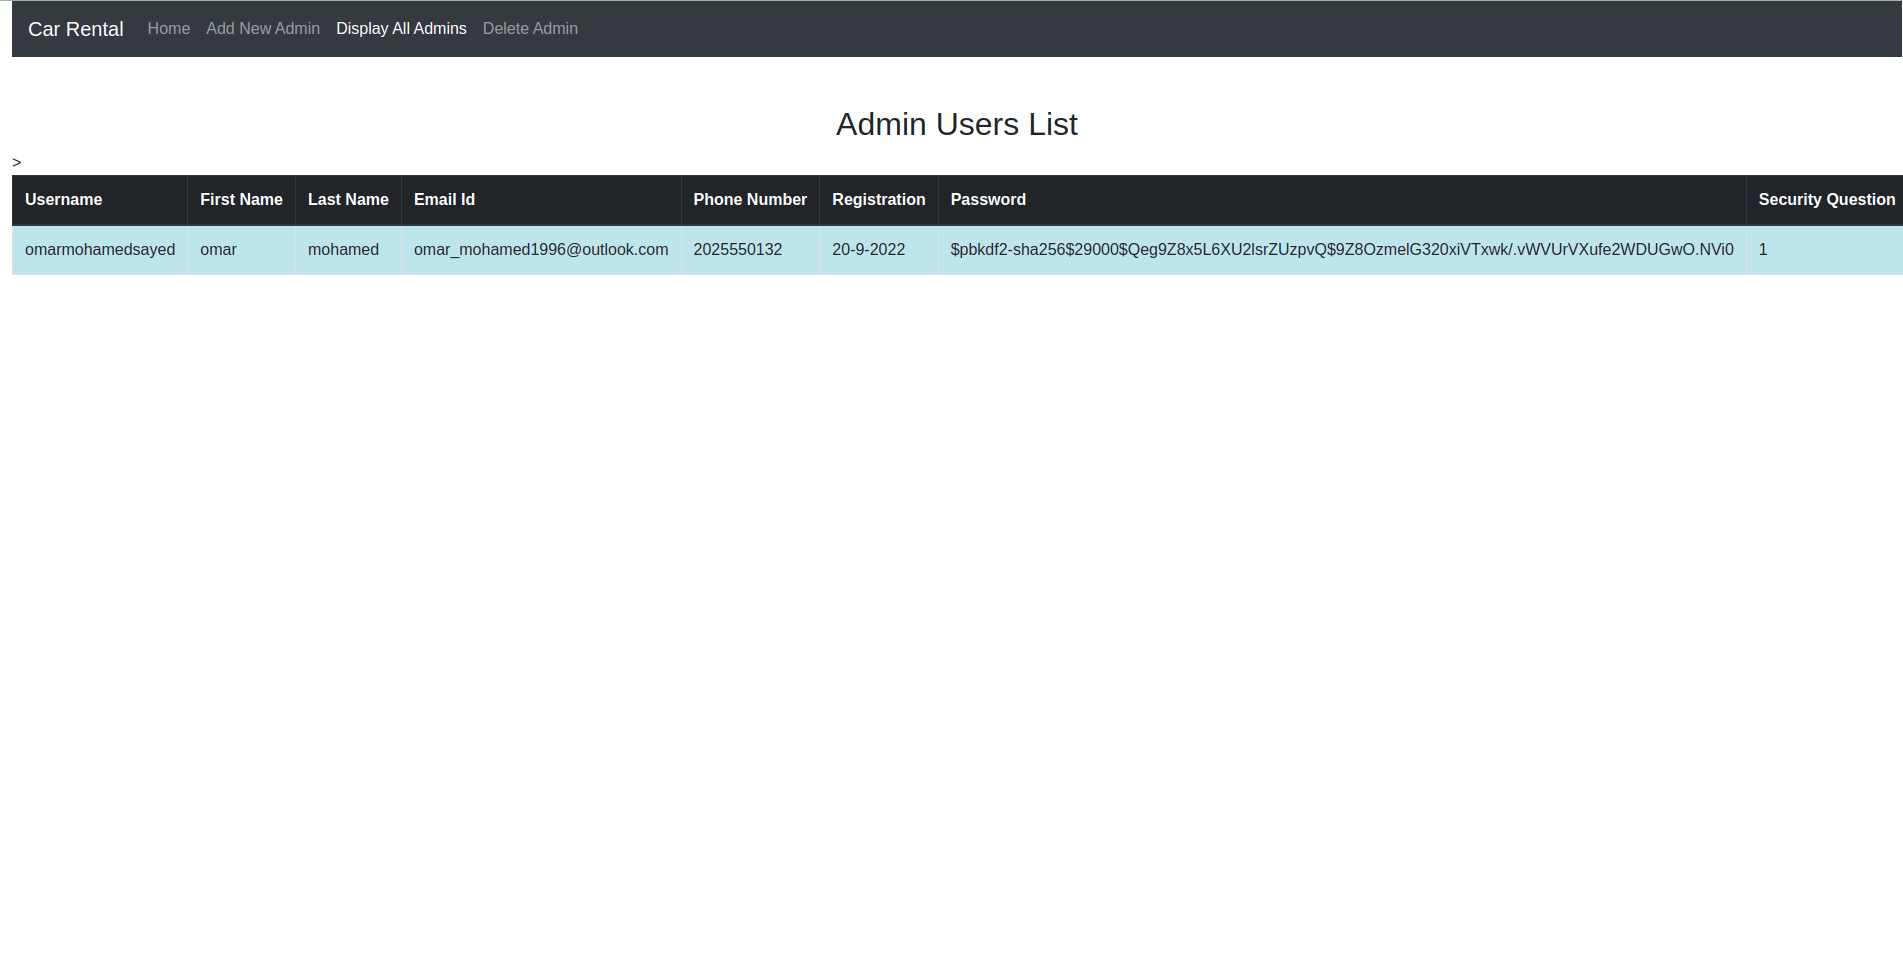 Car Rental Home Add New Admin Display All Admins Delete Admin
Admin Users List
>
Username First Name Last Name Email Id Phone Number Registration Password Security Question
omarmohamedsayed omar mohamed omar_mohamed1996@outlook.com 2025550132 20-9-2022 $pbkdf2-sha256$29000$Qeg9Z8x5L6XU2lsrZUzpvQ$9Z8OzmelG320xiVTxwk/.vWVUrVXufe2WDUGwO.NVi0 1